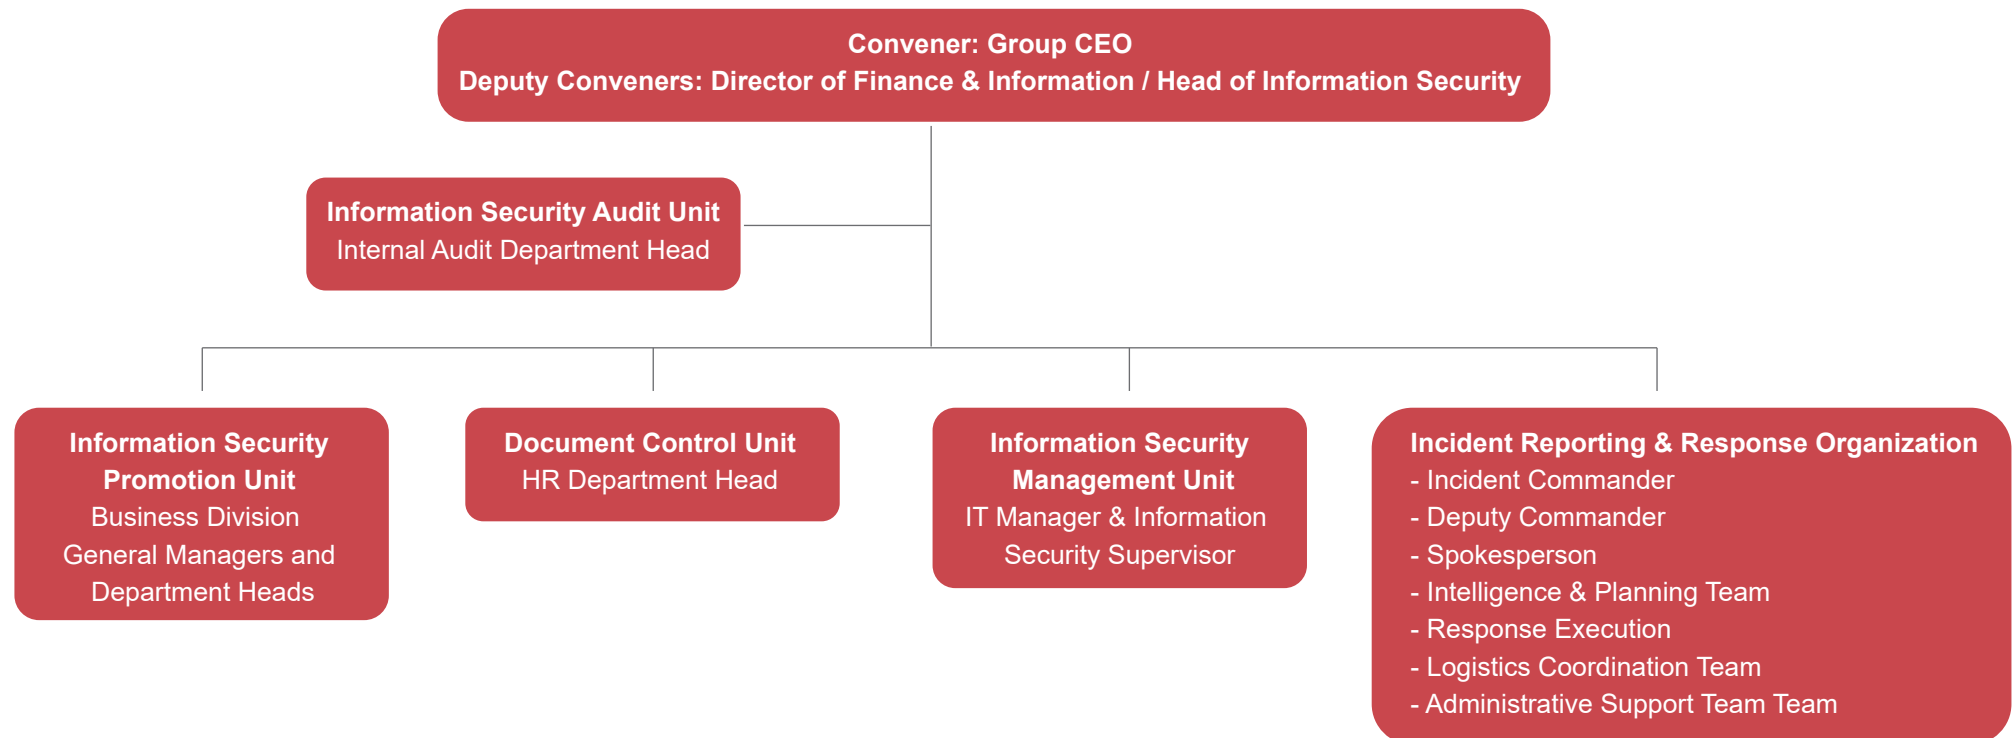 Convener: Group CEO
Deputy Conveners: Director of Finance & Information / Head of Information Security
Information Security Audit Unit
Internal Audit Department Head
Information Security
Promotion Unit
Business Division
General Managers and
Department Heads
Document Control Unit
HR Department Head
Information Security
Management Unit
IT Manager & Information
Security Supervisor
Incident Reporting & Response Organization
- Incident Commander
- Deputy Commander
- Spokesperson
- Intelligence & Planning Team
- Response Execution
- Logistics Coordination Team
- Administrative Support Team Team